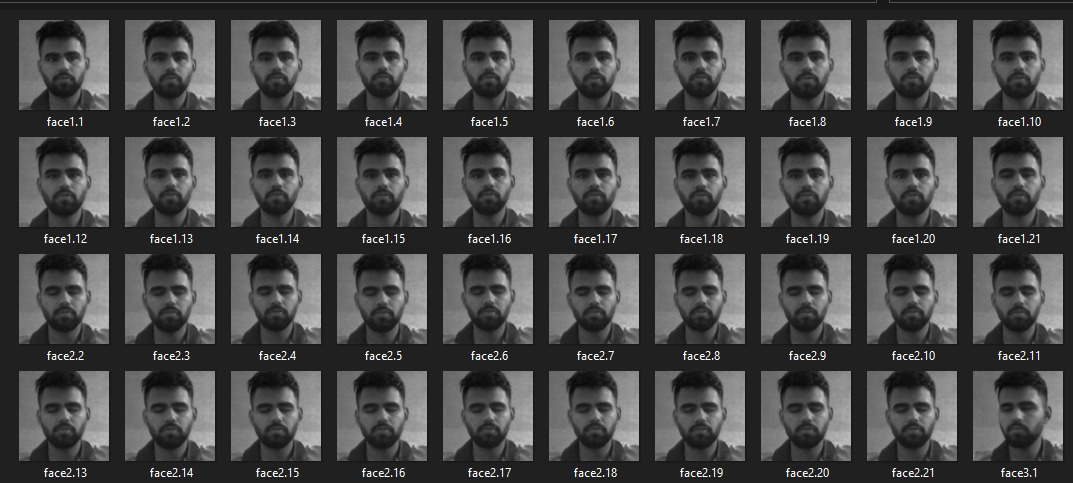 face1.1 face1.2 face1.3 face1.4 face1.5 face1.6 face1.7 face1.8 face1.9 face1.10
face1.12 face1.13 face1.14 face1.15 face1.16 face1.17 face1.18 face1.19 face1.20 face1.21
face2.2 face2.3 face2.4 face2.5 face2.6 face2.7 face2.8 face2.9 face2.10 face2.11
face2.13 face2.14 face2.15 face2.16 face2.17 face2.18 face2.19 face2.20 face2.21 face3.1